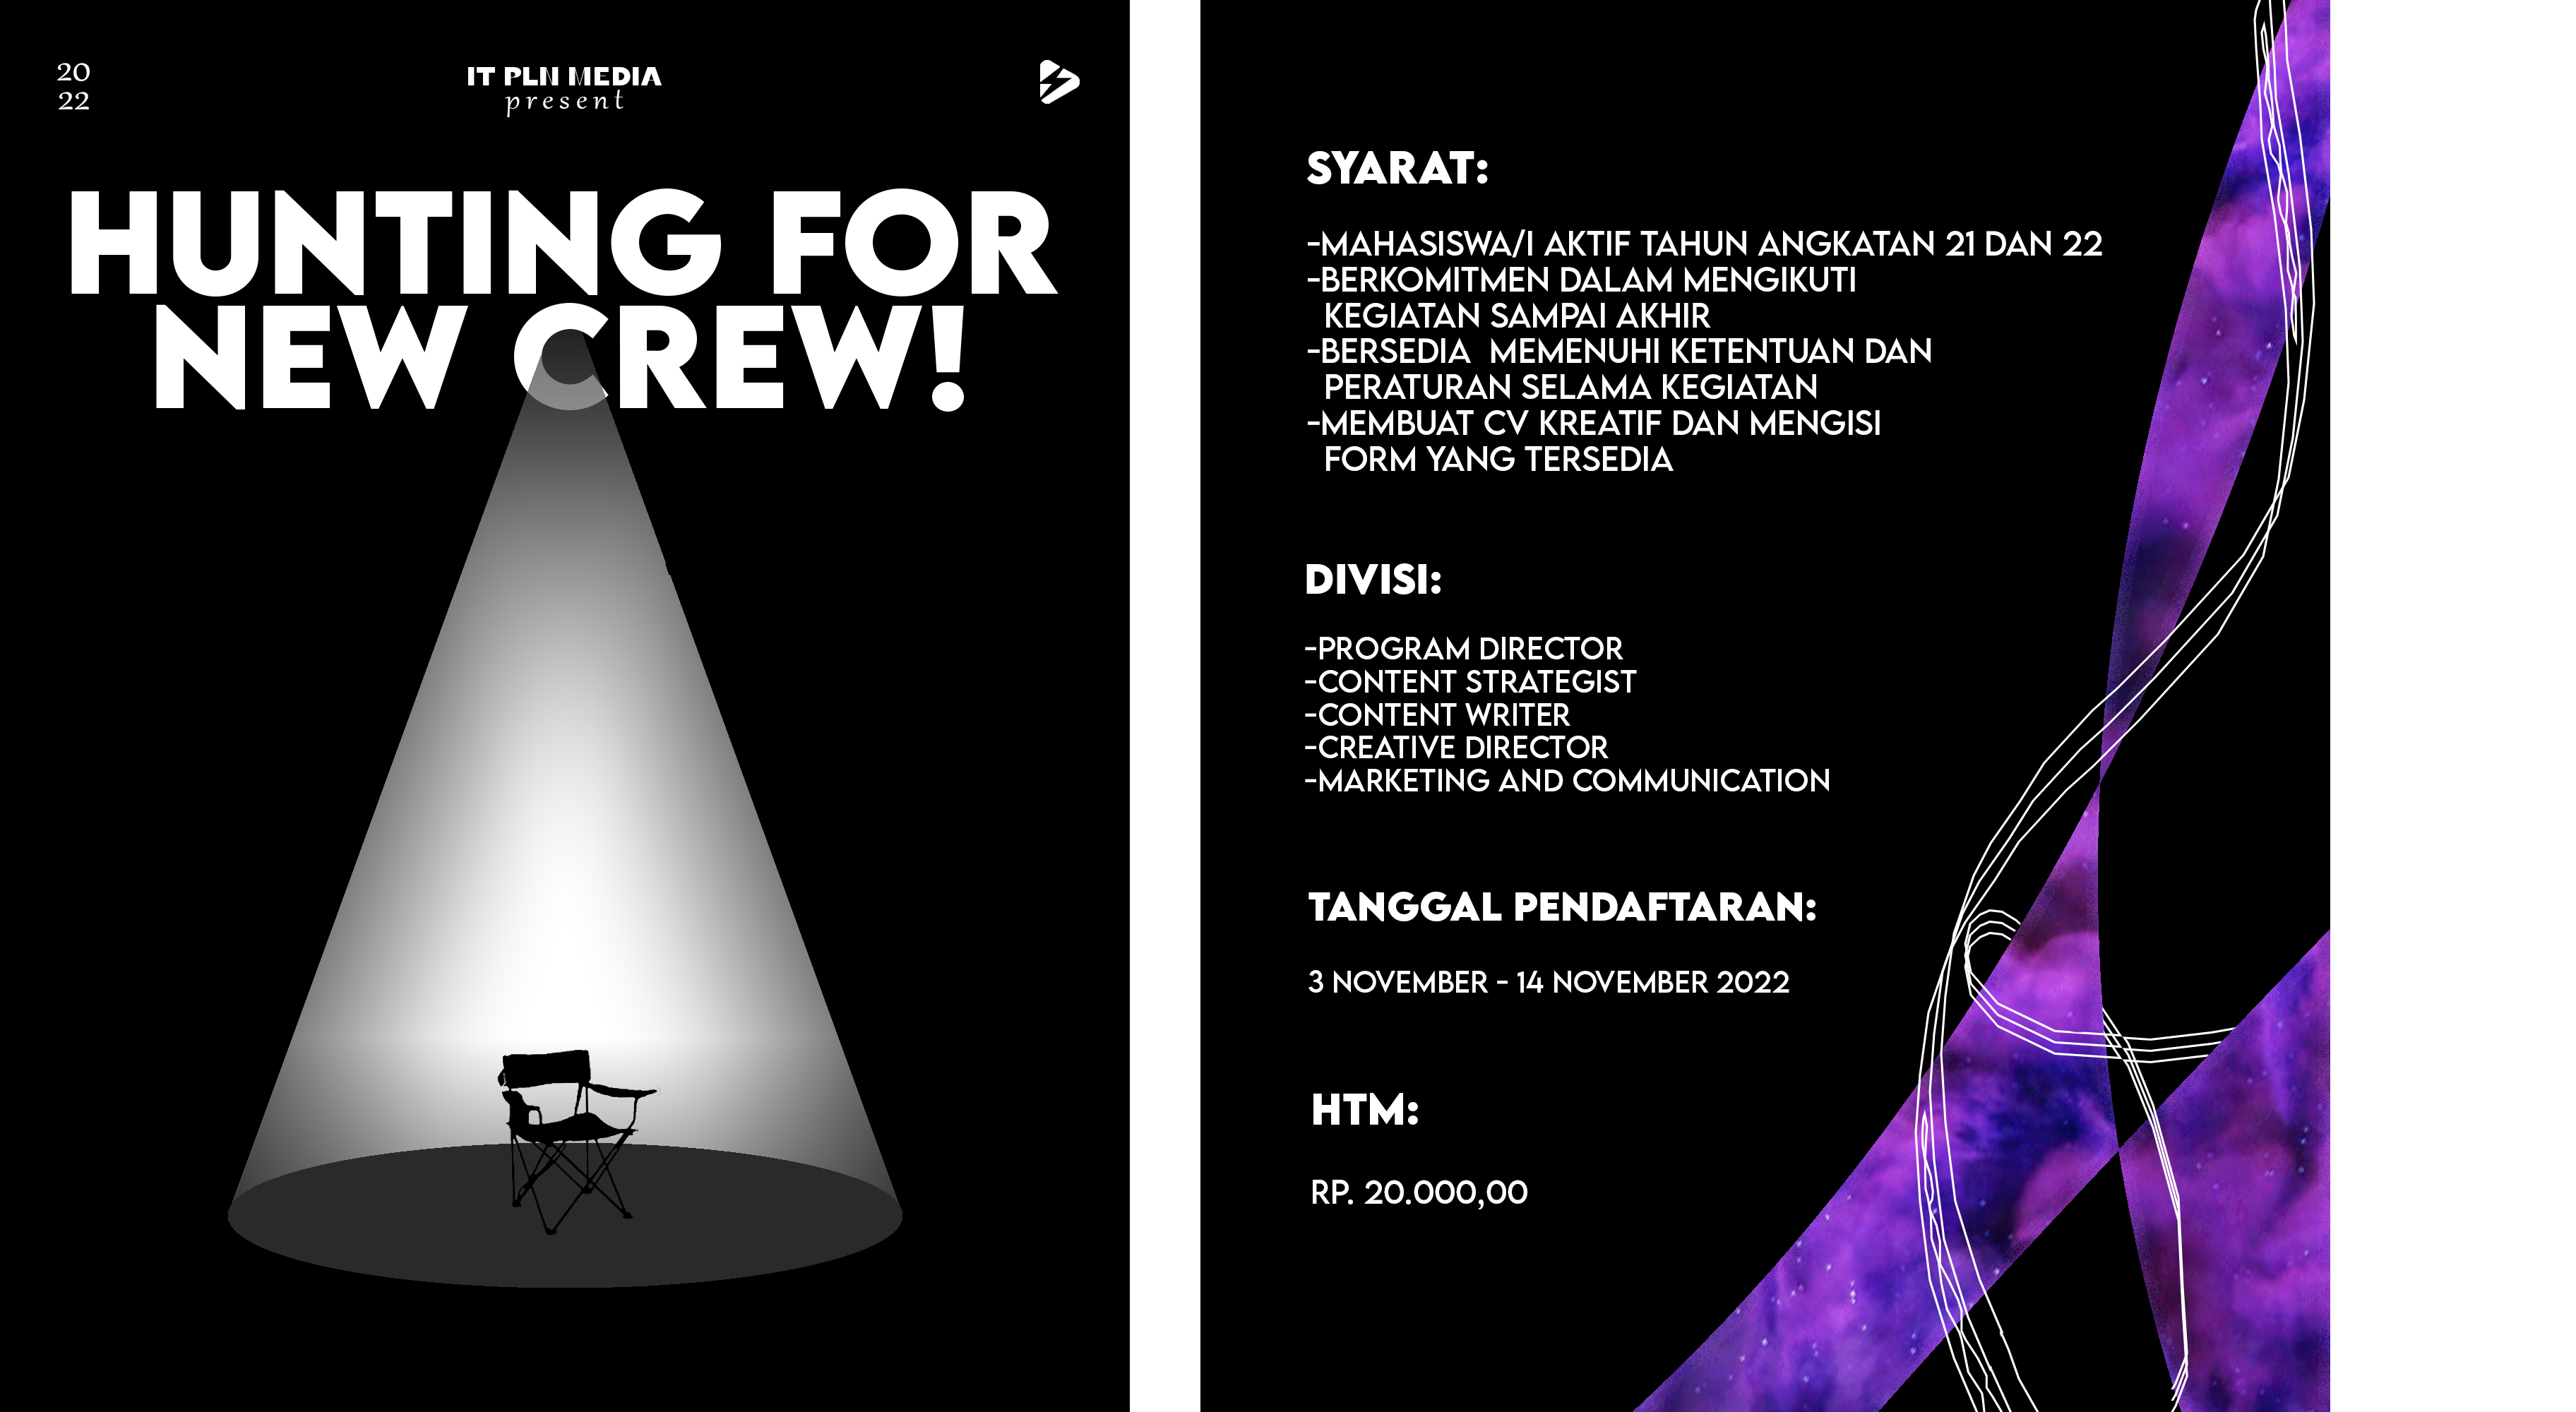 20
22
IT PLN MEDIA
present
HUNTING FOR
NEW CREW!
SYARAT:
-MAHASISWA/I AKTIF TAHUN ANGKATAN 21 DAN 22
-BERKOMITMEN DALAM MENGIKUTI
KEGIATAN SAMPAI AKHIR
-BERSEDIA  MEMENUHI KETENTUAN DAN
PERATURAN SELAMA KEGIATAN
-MEMBUAT CV KREATIF DAN MENGISI
FORM YANG TERSEDIA
DIVISI:
-PROGRAM DIRECTOR
-CONTENT STRATEGIST
-CONTENT WRITER
-CREATIVE DIRECTOR
-MARKETING AND COMMUNICATION
TANGGAL PENDAFTARAN:
3 NOVEMBER - 14 NOVEMBER 2022
HTM:
RP. 20.000,00